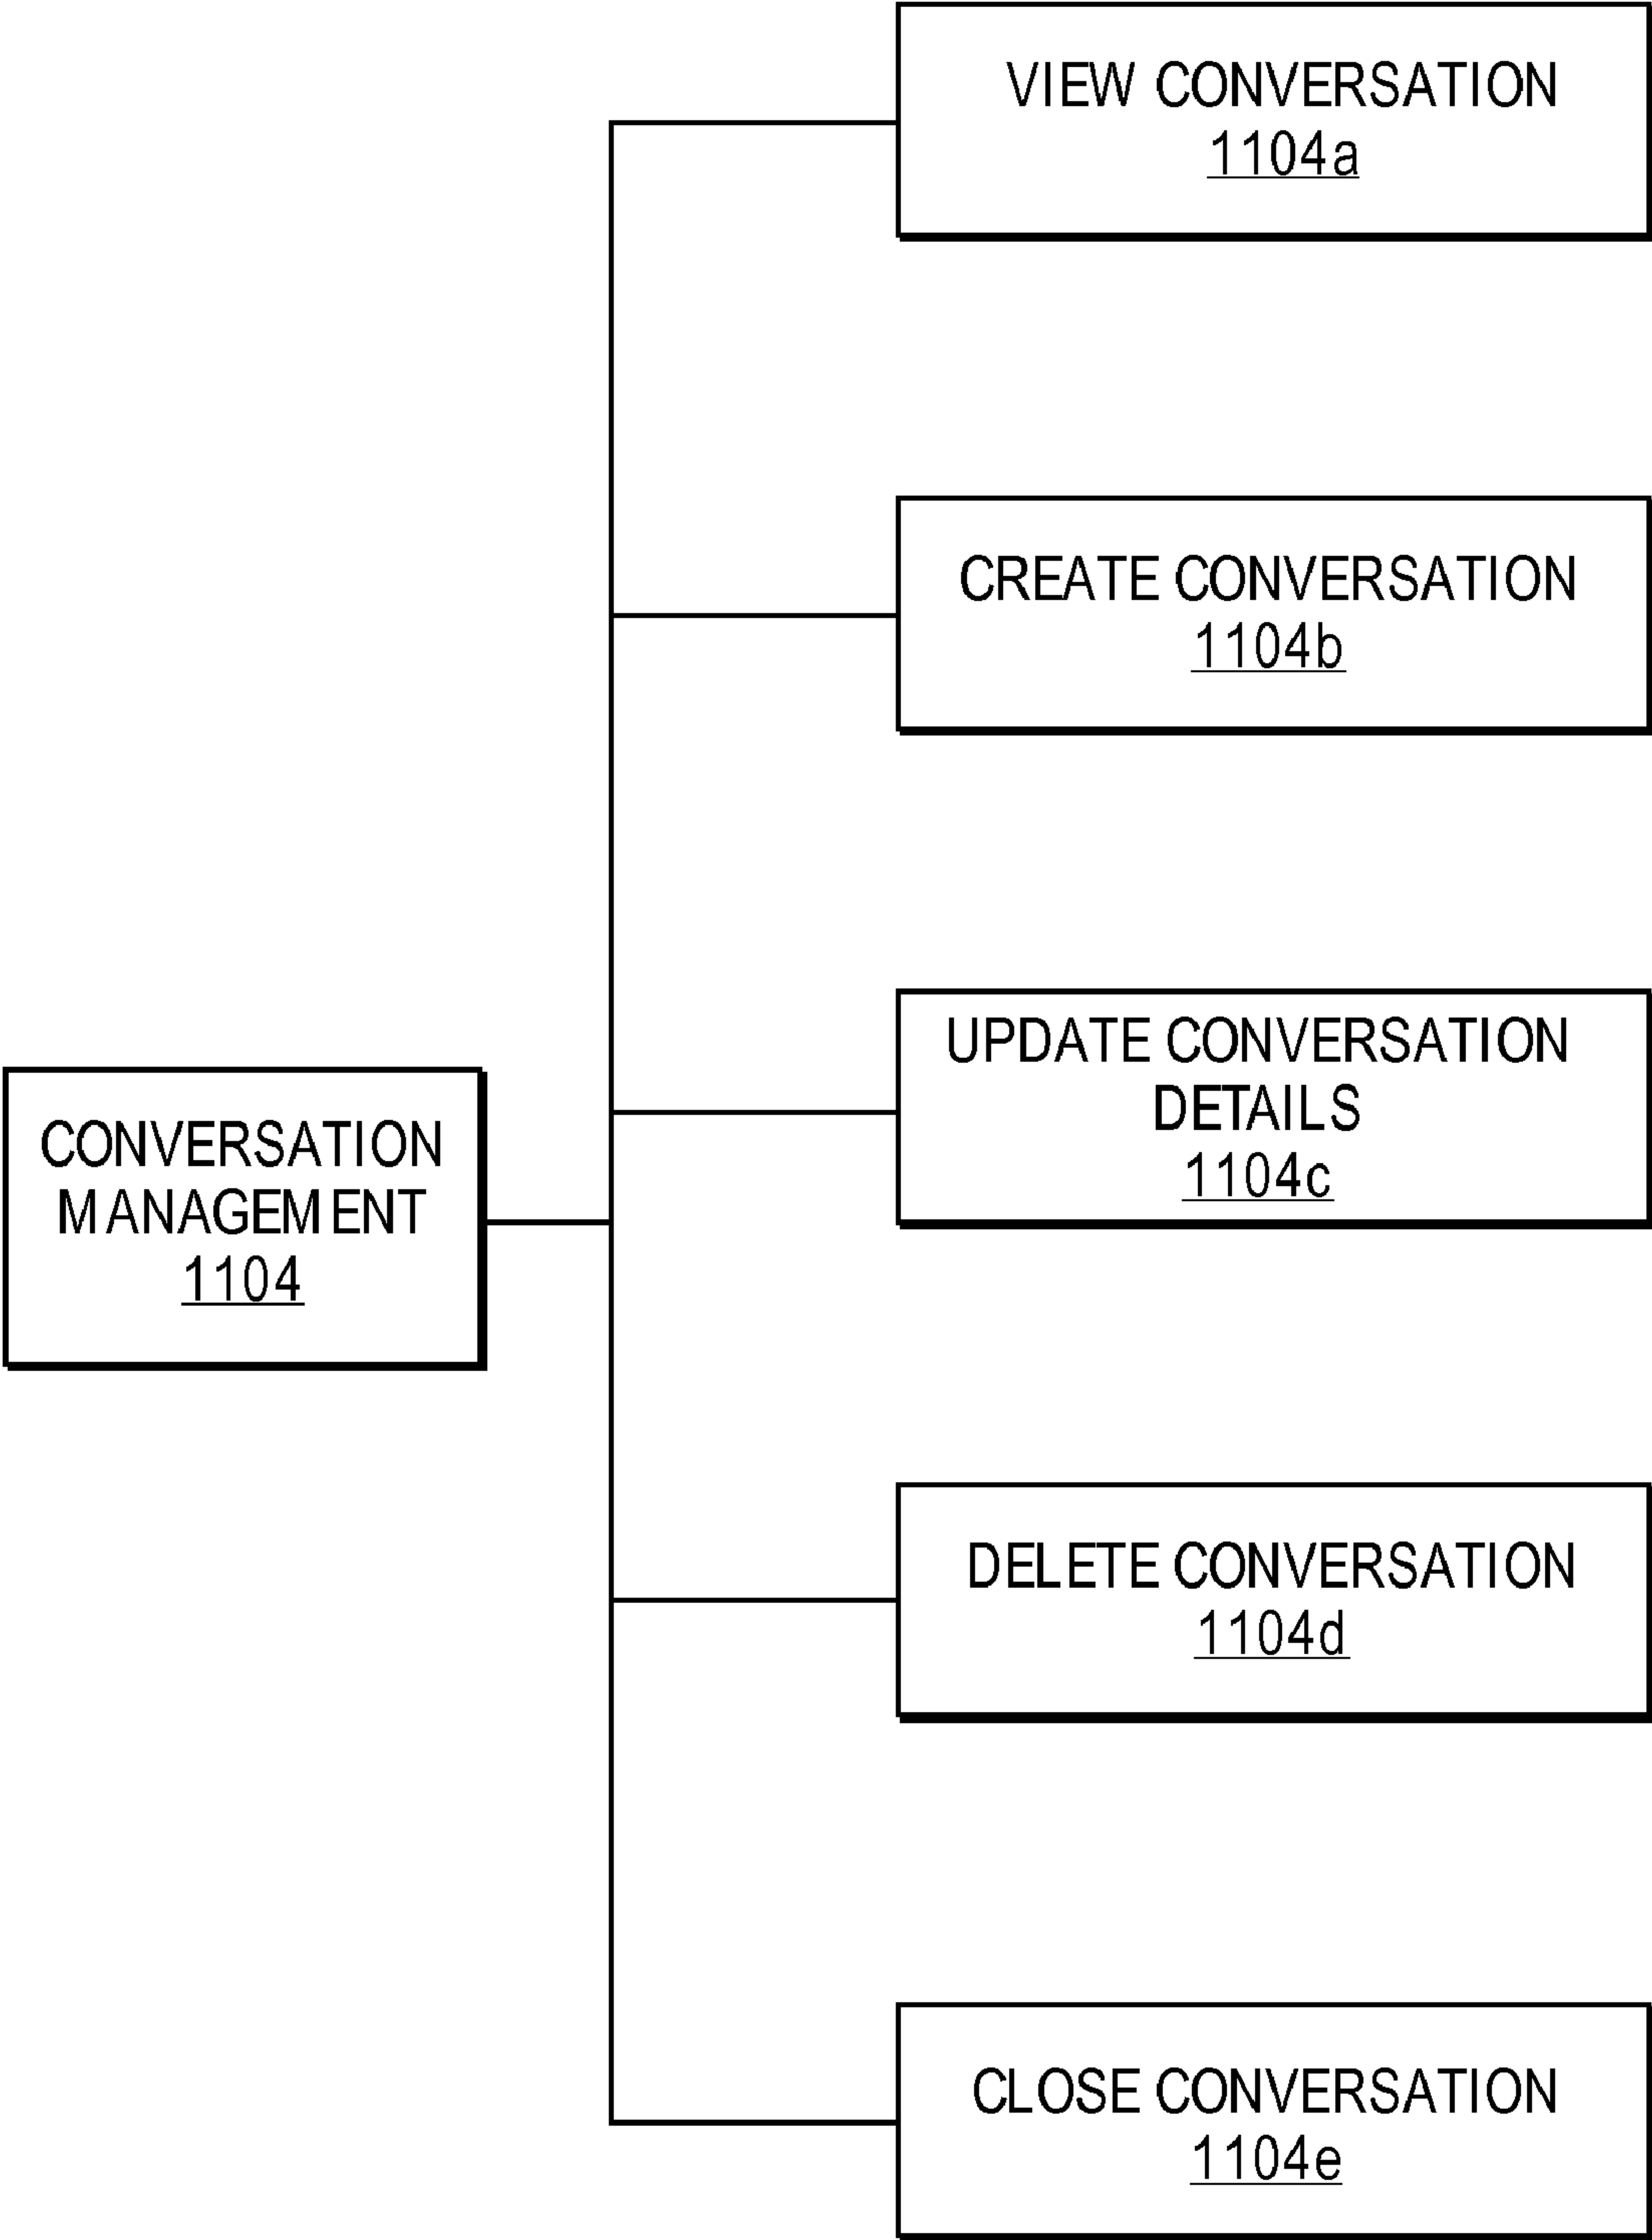 VIEW CONVERSATION
1104a
CREATE CONVERSATION
1104b
UPDATE CONVERSATION
DETAILS
1104c
CONVERSATION
MANAGEMENT
1104
DELETE CONVERSATION
1104d
CLOSE CONVERSATION
1104e